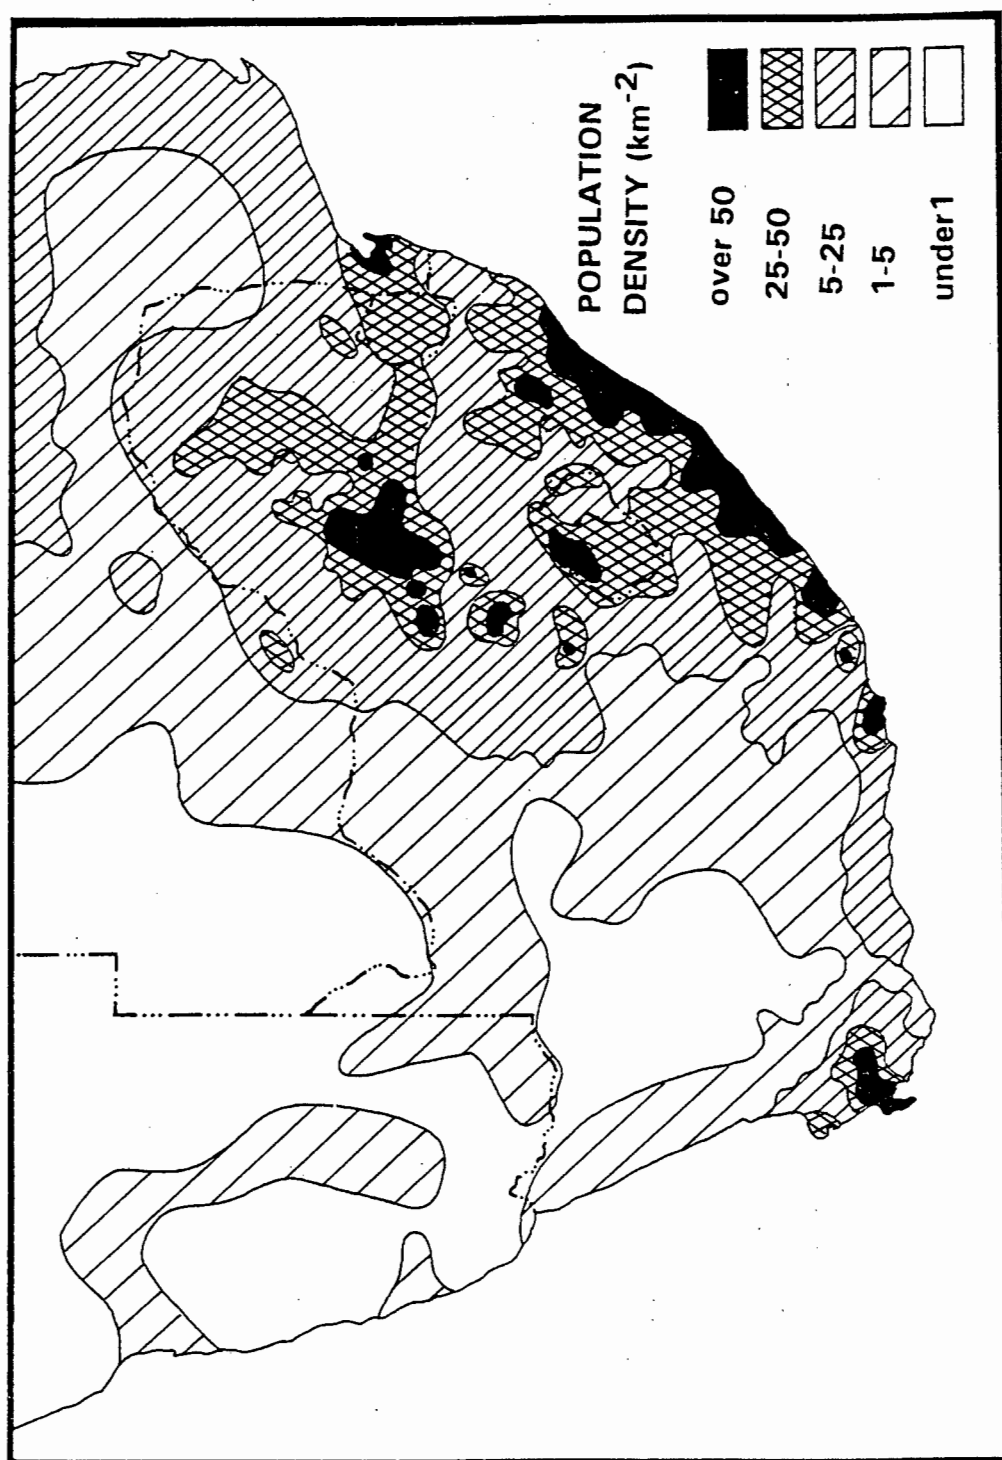 POPULATION
DENSITY (km⁻²)
over 50
25-50
5-25
1-5
under1